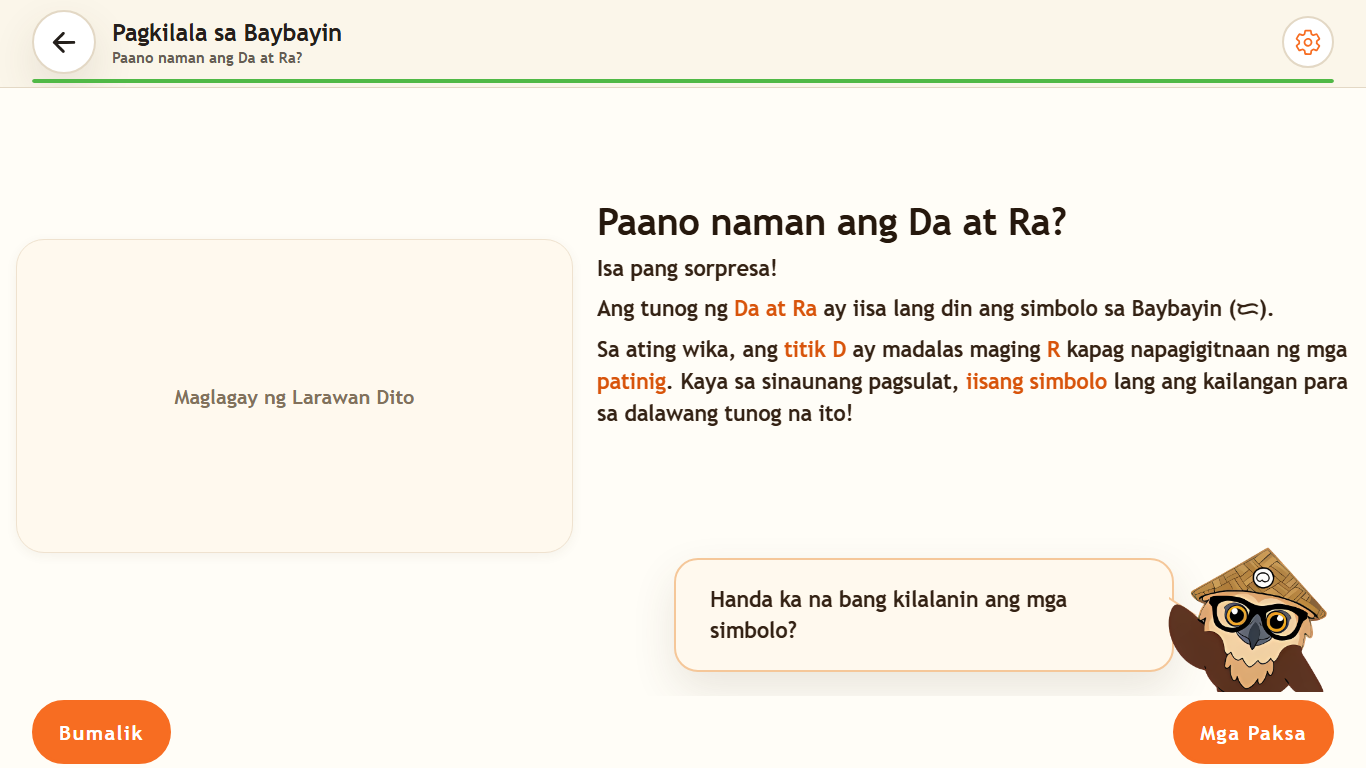 Pagkilala sa Baybayin
Paano naman ang Da at Ra?
Maglagay ng Larawan Dito
Paano naman ang Da at Ra?
Isa pang sorpresa!
Ang tunog ng Da at Ra ay iisa lang din ang simbolo sa Baybayin (ᜇ).
Sa ating wika, ang titik D ay madalas maging R kapag napagigitnaan ng mga
patinig. Kaya sa sinaunang pagsulat, iisang simbolo lang ang kailangan para
sa dalawang tunog na ito!
Handa ka na bang kilalanin ang mga
simbolo?
Bumalik
Mga Paksa